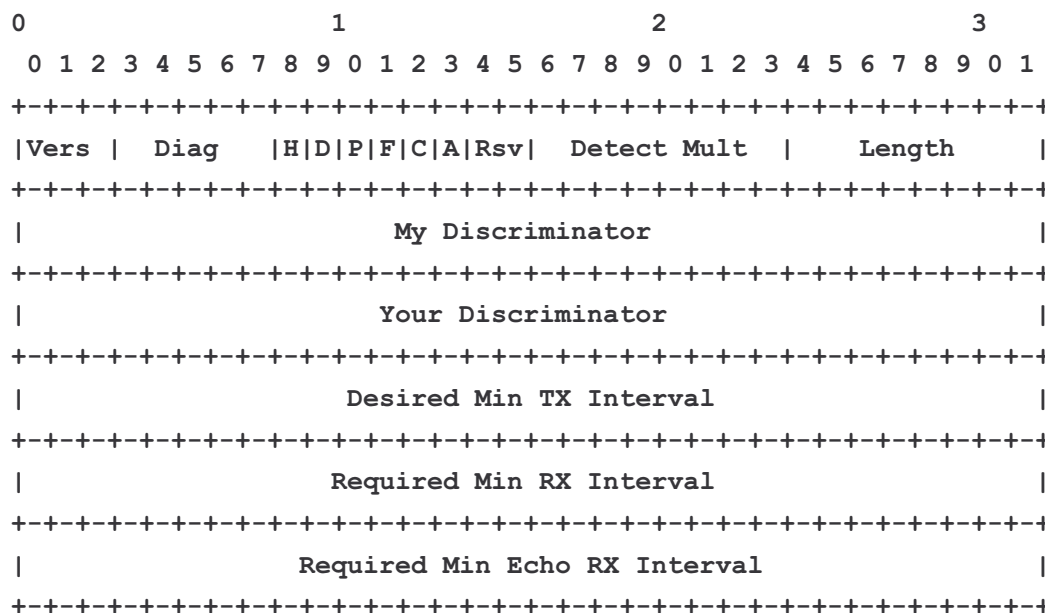 0                   1                   2                   3
 0 1 2 3 4 5 6 7 8 9 0 1 2 3 4 5 6 7 8 9 0 1 2 3 4 5 6 7 8 9 0 1
+-+-+-+-+-+-+-+-+-+-+-+-+-+-+-+-+-+-+-+-+-+-+-+-+-+-+-+-+-+-+-+-+
|Vers |  Diag   |H|D|P|F|C|A|Rsv|  Detect Mult  |    Length     |
+-+-+-+-+-+-+-+-+-+-+-+-+-+-+-+-+-+-+-+-+-+-+-+-+-+-+-+-+-+-+-+-+
|                       My Discriminator                        |
+-+-+-+-+-+-+-+-+-+-+-+-+-+-+-+-+-+-+-+-+-+-+-+-+-+-+-+-+-+-+-+-+
|                      Your Discriminator                       |
+-+-+-+-+-+-+-+-+-+-+-+-+-+-+-+-+-+-+-+-+-+-+-+-+-+-+-+-+-+-+-+-+
|                    Desired Min TX Interval                    |
+-+-+-+-+-+-+-+-+-+-+-+-+-+-+-+-+-+-+-+-+-+-+-+-+-+-+-+-+-+-+-+-+
|                   Required Min RX Interval                    |
+-+-+-+-+-+-+-+-+-+-+-+-+-+-+-+-+-+-+-+-+-+-+-+-+-+-+-+-+-+-+-+-+
|                 Required Min Echo RX Interval                 |
+-+-+-+-+-+-+-+-+-+-+-+-+-+-+-+-+-+-+-+-+-+-+-+-+-+-+-+-+-+-+-+-+